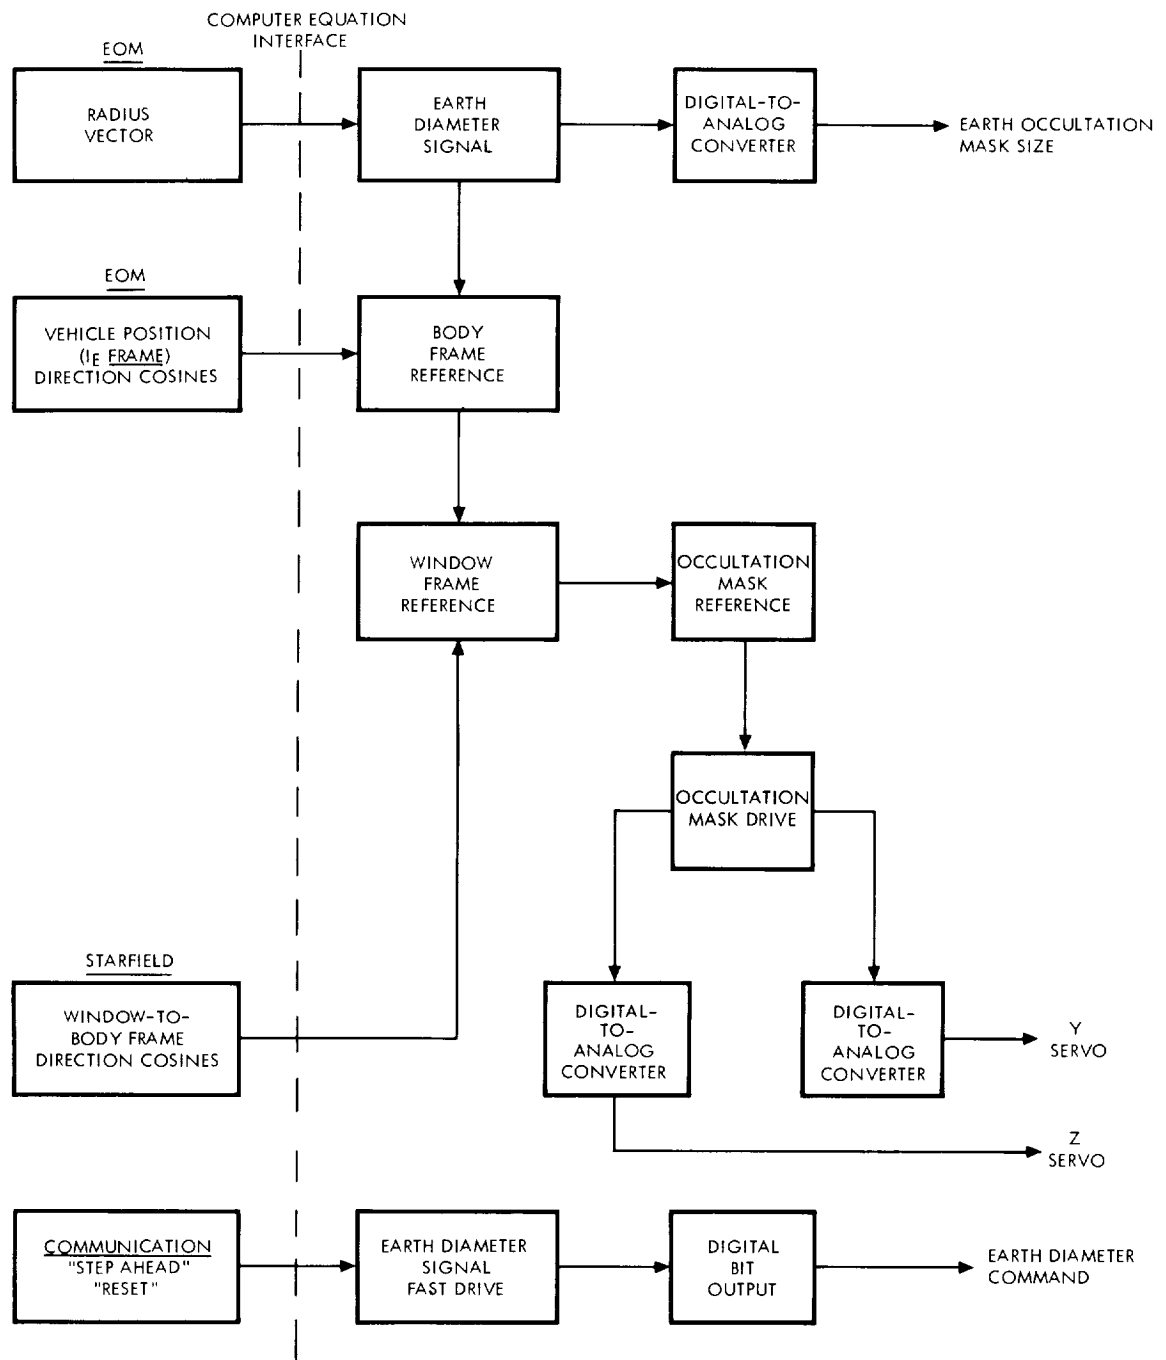 COMPUTER EQUATION
INTERFACE
EOM
RADIUS
VECTOR
EARTH
DIAMETER
SIGNAL
DIGITAL-TO-
ANALOG
CONVERTER
EARTH OCCULTATION
MASK SIZE
EOM
VEHICLE POSITION
(IE FRAME)
DIRECTION COSINES
BODY
FRAME
REFERENCE
WINDOW
FRAME
REFERENCE
OCCULTATION
MASK
REFERENCE
OCCULTATION
MASK DRIVE
STARFIELD
WINDOW-TO-
BODY FRAME
DIRECTION COSINES
DIGITAL-
TO-
ANALOG
CONVERTER
DIGITAL-
TO-
ANALOG
CONVERTER
Y
SERVO
Z
SERVO
COMMUNICATION
"STEP AHEAD"
"RESET"
EARTH DIAMETER
SIGNAL
FAST DRIVE
DIGITAL
BIT
OUTPUT
EARTH DIAMETER
COMMAND